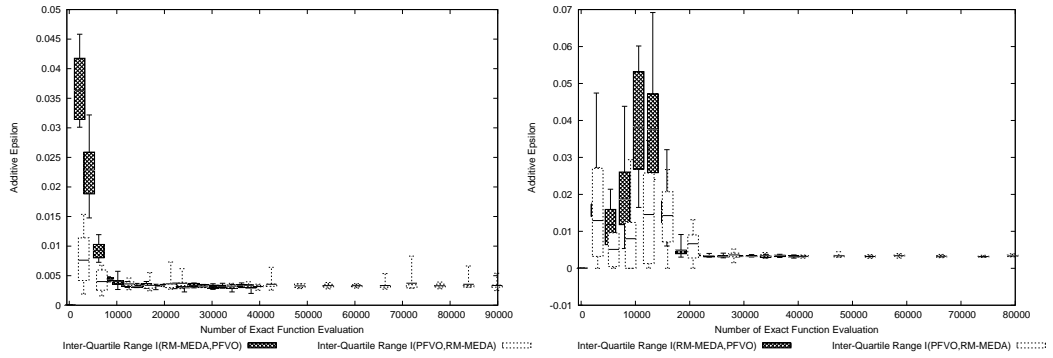 0.05
0.045
0.04
0.035
0.03
0.025
0.02
0.015
0.01
0.005
0
Additive Epsilon
0 10000 20000 30000 40000 50000 60000 70000 80000 90000
Number of Exact Function Evaluation
Inter-Quartile Range I(RM-MEDA,PFVO) Inter-Quartile Range I(PFVO,RM-MEDA)
0.07
0.06
0.05
0.04
0.03
0.02
0.01
0
-0.01
Additive Epsilon
0 10000 20000 30000 40000 50000 60000 70000 80000
Number of Exact Function Evaluation
Inter-Quartile Range I(RM-MEDA,PFVO) Inter-Quartile Range I(PFVO,RM-MEDA)